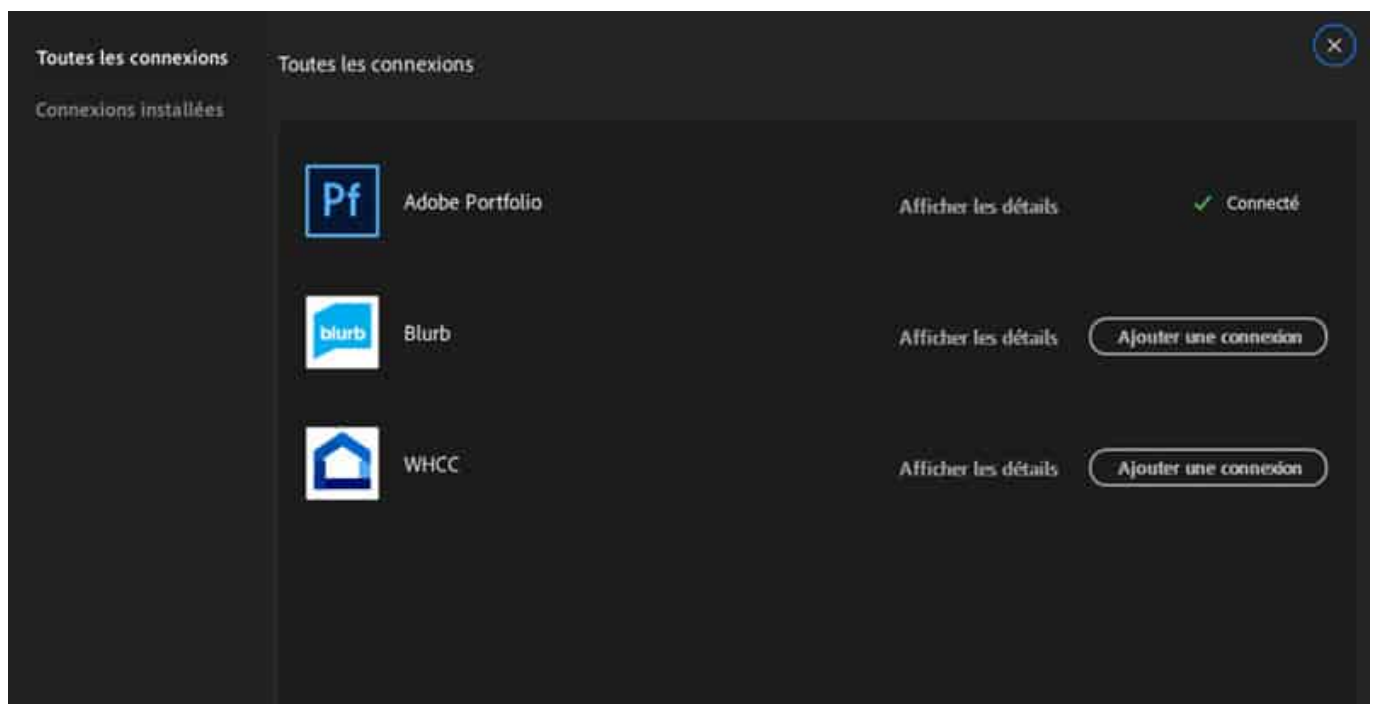 Toutes les connexions
Connexions installées
Toutes les connexions
Pf
Adobe Portfolio
Afficher les détails
Connecté
blurb
Blurb
Afficher les détails
Ajouter une connexion
WHCC
Afficher les détails
Ajouter une connexion